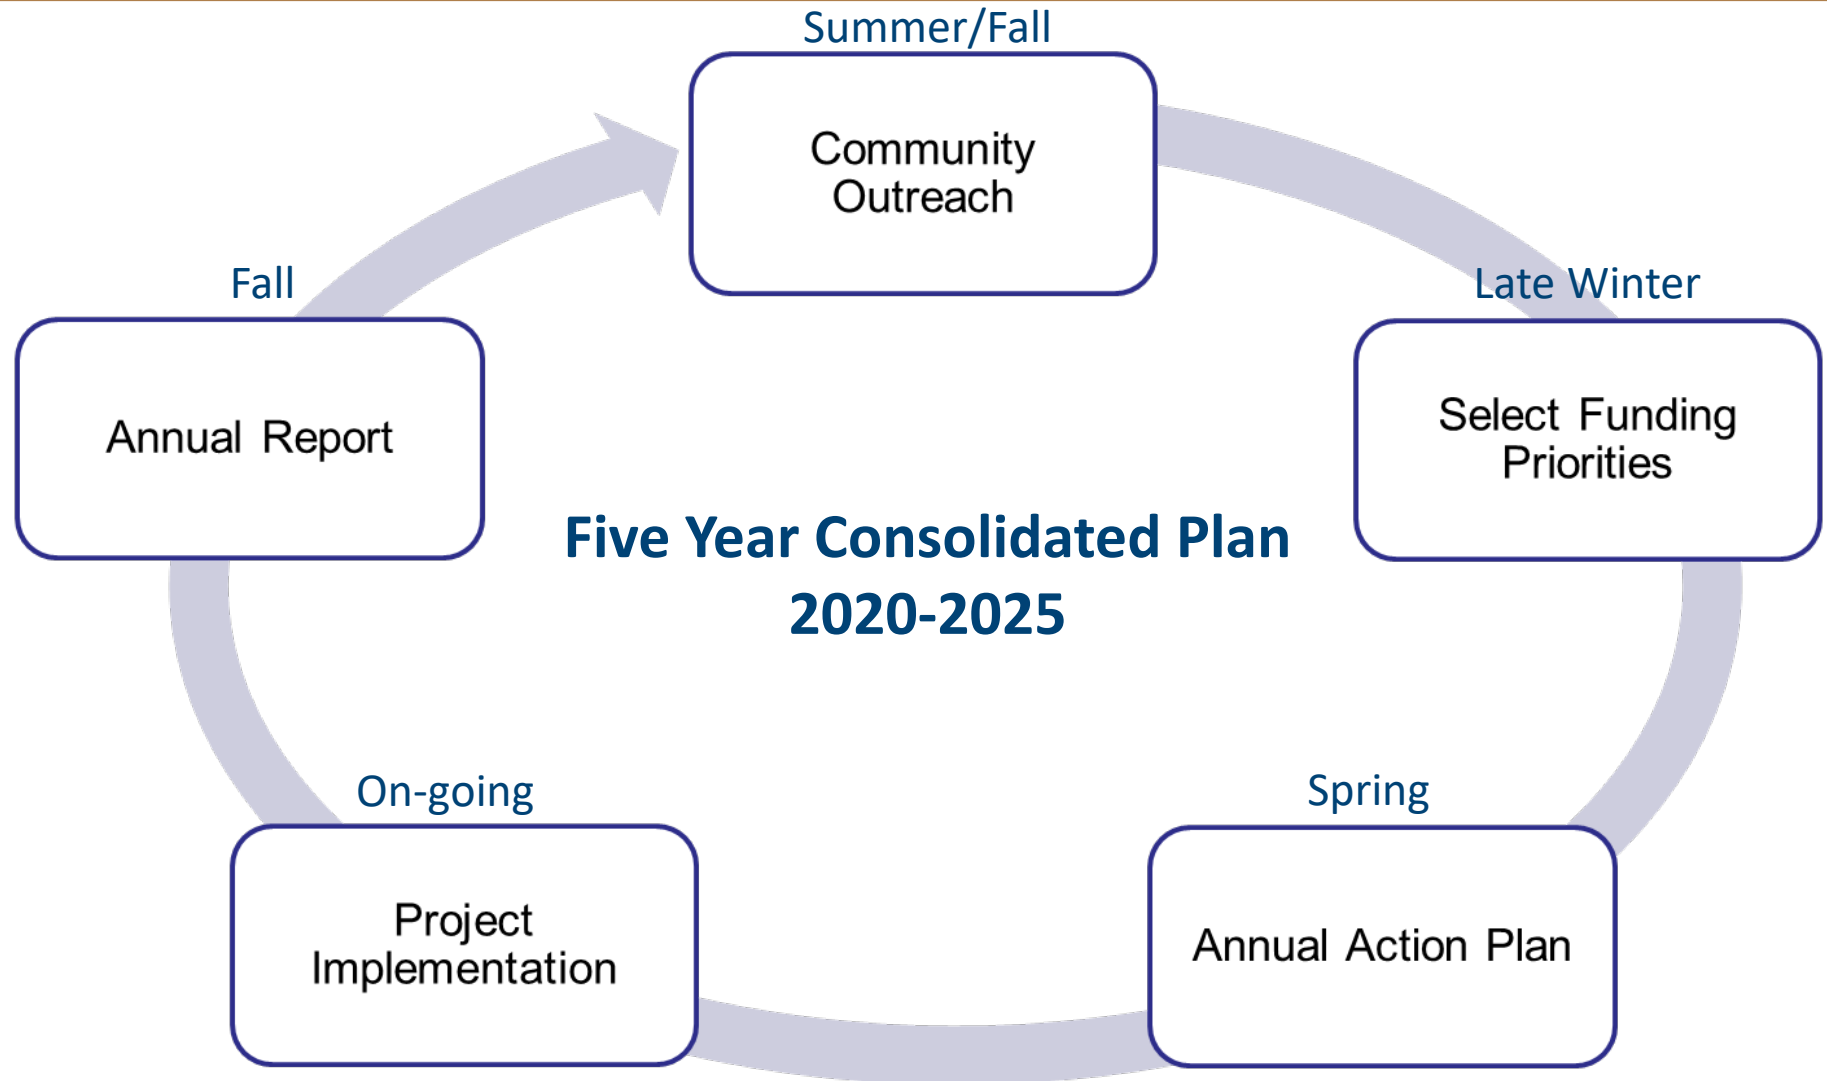 Summer/Fall
Community
Outreach
Late Winter
Select Funding
Priorities
Fall
Annual Report
Five Year Consolidated Plan
2020-2025
Spring
Annual Action Plan
On-going
Project
Implementation